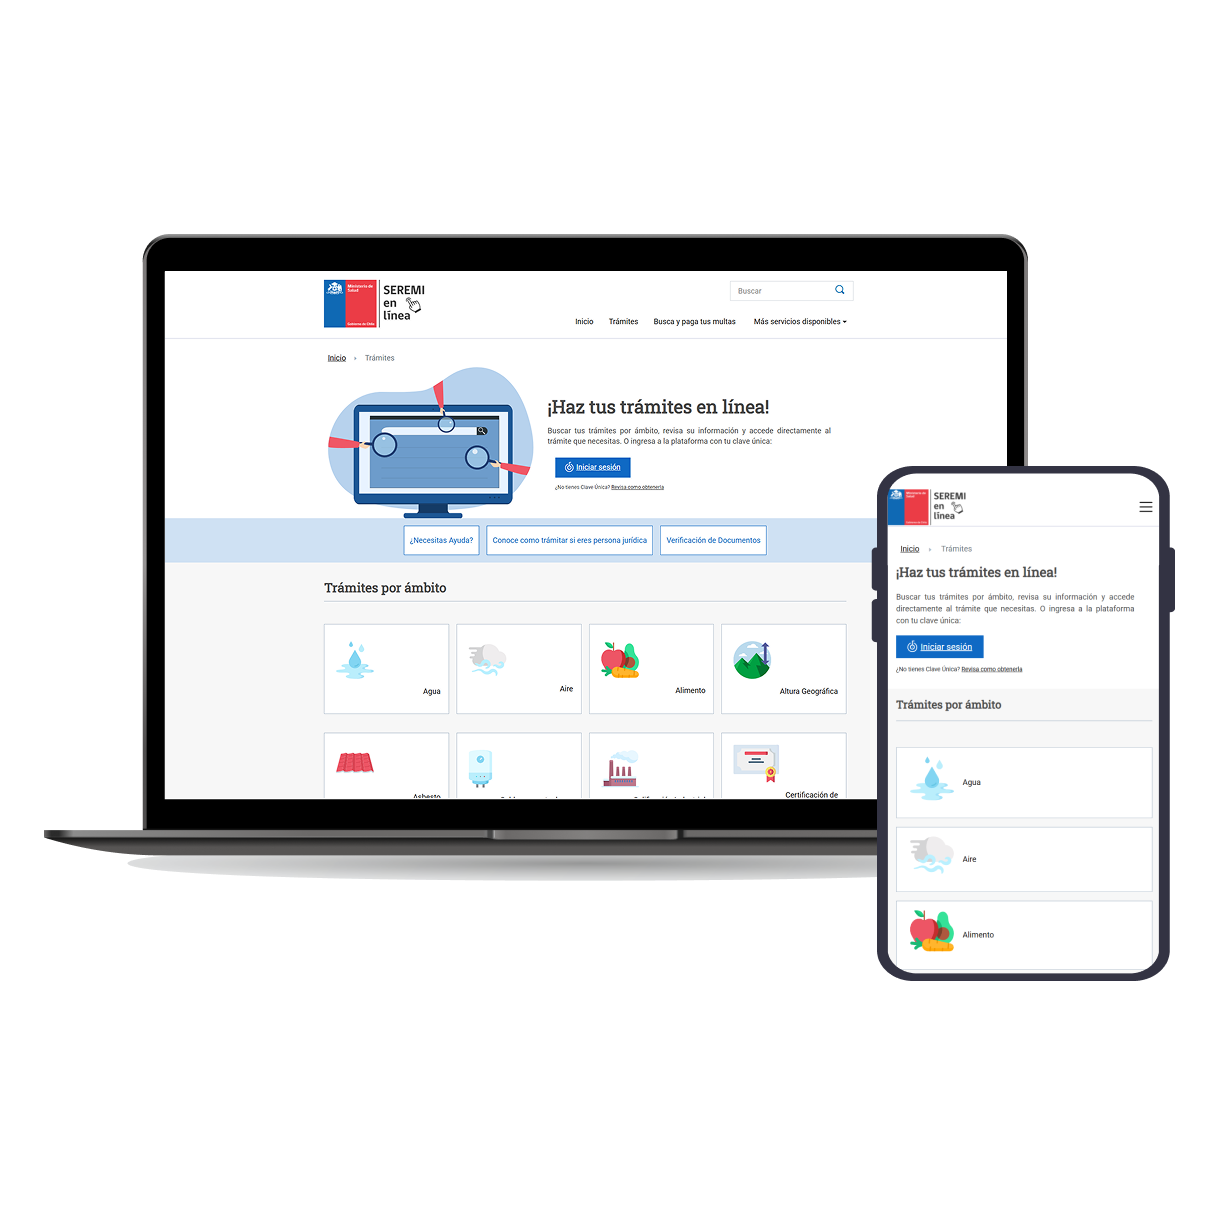 Ministerio de
Salud
Gobierno de Chile
SEREMI
en
línea
Buscar
Inicio
Trámites
Busca y paga tus multas
Más servicios disponibles
Inicio
Trámites
¡Haz tus trámites en línea!
Buscar tus trámites por ámbito, revisa su información y accede directamente al
trámite que necesitas. O ingresa a la plataforma con tu clave única:
Iniciar sesión
¿No tienes Clave Única? Revisa como obtenerla
¿Necesitas Ayuda?
Conoce como trámitar si eres persona jurídica
Verificación de Documentos
Trámites por ámbito
Agua
Aire
Alimento
Altura Geográfica
Asbesto
Certificación de
SEREMI
en
línea
Inicio
Trámites
¡Haz tus trámites en línea!
Buscar tus trámites por ámbito, revisa su información y accede
directamente al trámite que necesitas. O ingresa a la plataforma
con tu clave única:
Iniciar sesión
¿No tienes Clave Única? Revisa como obtenerla
Trámites por ámbito
Agua
Aire
Alimento